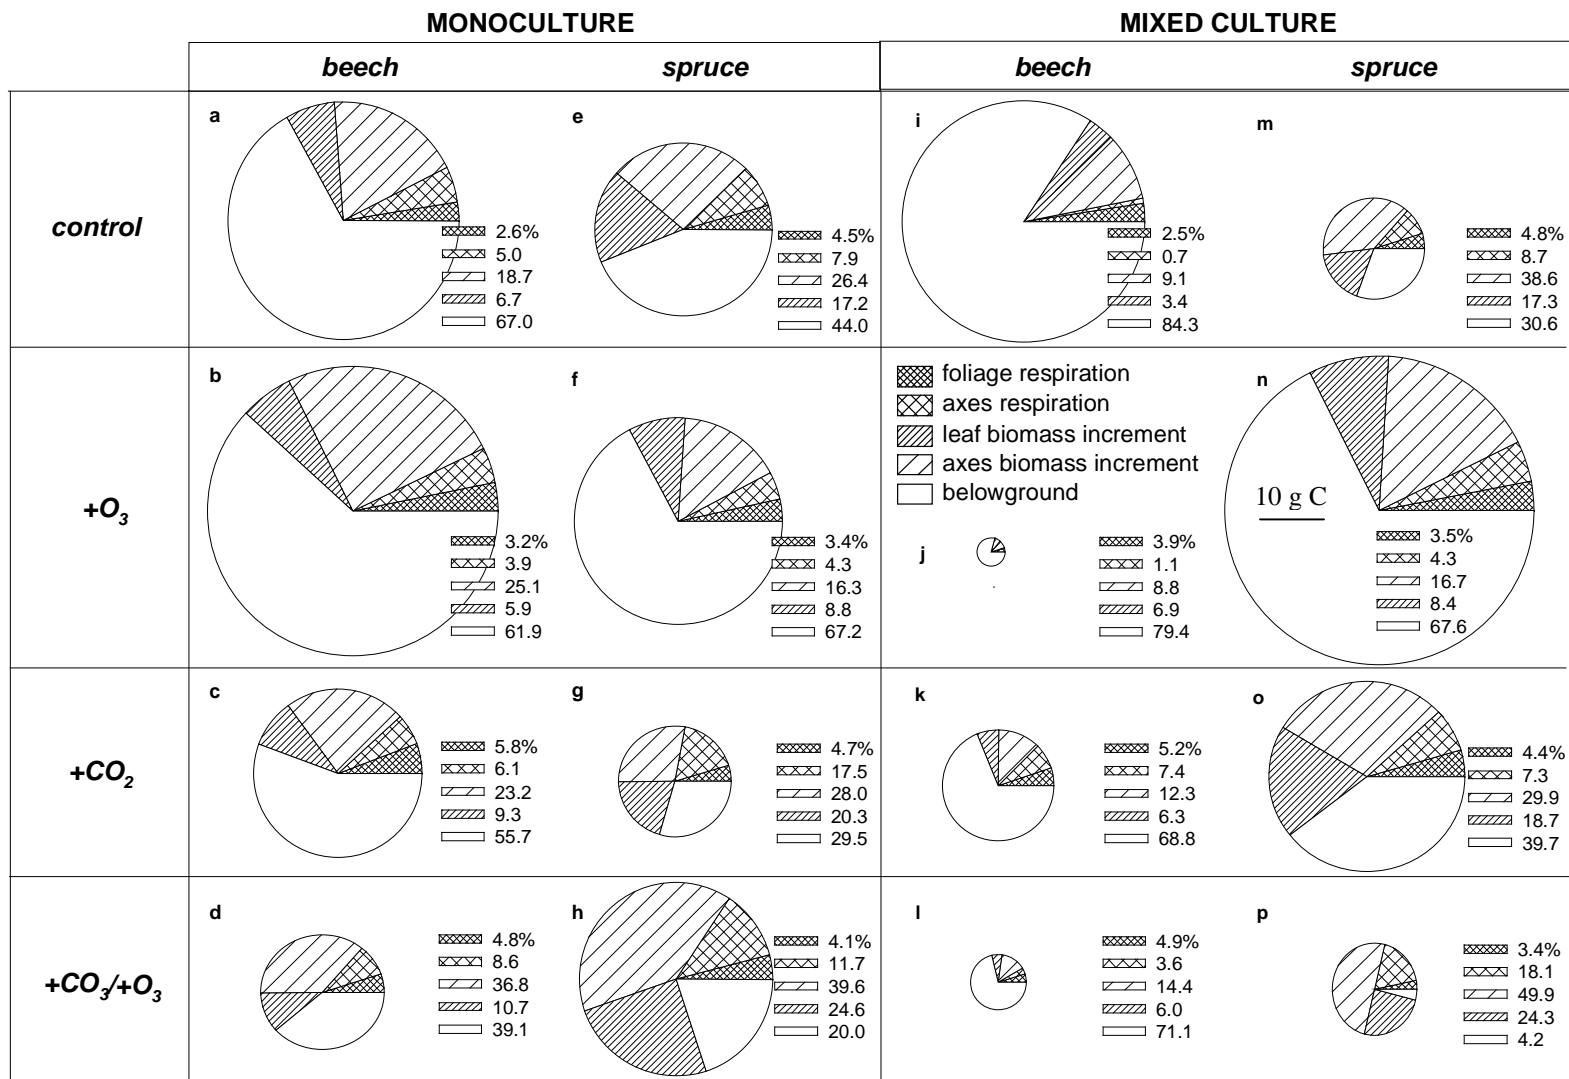 MONOCULTURE MIXED CULTURE
beech spruce beech spruce
control
a
2.6%
5.0
18.7
6.7
67.0
e
4.5%
7.9
26.4
17.2
44.0
i
2.5%
0.7
9.1
3.4
84.3
m
4.8%
8.7
38.6
17.3
30.6
+O3
b
3.2%
3.9
25.1
5.9
61.9
f
3.4%
4.3
16.3
8.8
67.2
foliage respiration
axes respiration
leaf biomass increment
axes biomass increment
belowground
j
3.9%
1.1
8.8
6.9
79.4
n
10 g C
3.5%
4.3
16.7
8.4
67.6
+CO2
c
5.8%
6.1
23.2
9.3
55.7
g
4.7%
17.5
28.0
20.3
29.5
k
5.2%
7.4
12.3
6.3
68.8
o
4.4%
7.3
29.9
18.7
39.7
+CO3/+O3
d
4.8%
8.6
36.8
10.7
39.1
h
4.1%
11.7
39.6
24.6
20.0
l
4.9%
3.6
14.4
6.0
71.1
p
3.4%
18.1
49.9
24.3
4.2